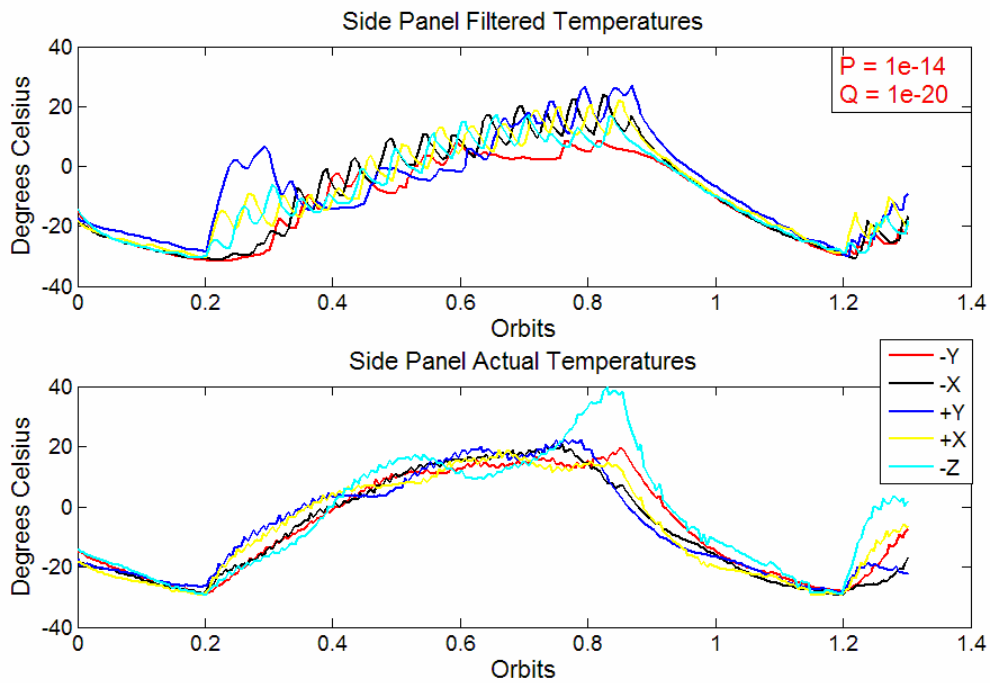 Side Panel Filtered Temperatures
40
20
0
-20
-40
Degrees Celsius
P = 1e-14
Q = 1e-20
0 0.2 0.4 0.6 0.8 1 1.2 1.4
Orbits
Side Panel Actual Temperatures
40
20
0
-20
-40
Degrees Celsius
-Y
-X
+Y
+X
-Z
0 0.2 0.4 0.6 0.8 1 1.2 1.4
Orbits